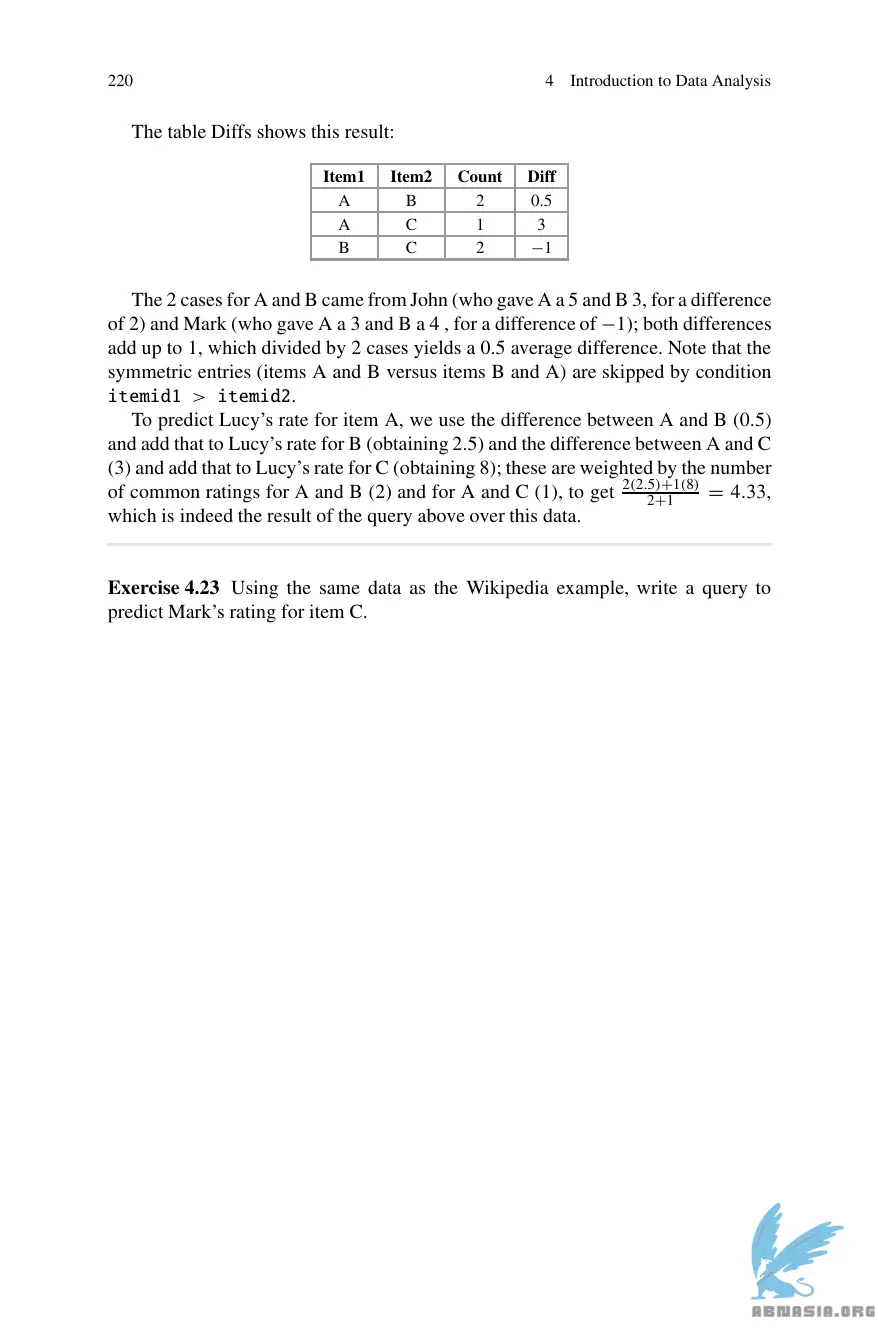 220 4 Introduction to Data Analysis
The table Diffs shows this result:
Item1 Item2 Count Diff
A B 2 0.5
A C 1 3
B C 2 −1
The 2 cases for A and B came from John (who gave A a 5 and B 3, for a difference
of 2) and Mark (who gave A a 3 and B a 4 , for a difference of −1); both differences
add up to 1, which divided by 2 cases yields a 0.5 average difference. Note that the
symmetric entries (items A and B versus items B and A) are skipped by condition
itemid1 > itemid2.
To predict Lucy's rate for item A, we use the difference between A and B (0.5)
and add that to Lucy's rate for B (obtaining 2.5) and the difference between A and C
(3) and add that to Lucy's rate for C (obtaining 8); these are weighted by the number
of common ratings for A and B (2) and for A and C (1), to get 2(2.5)+1(8) / 2+1 = 4.33,
which is indeed the result of the query above over this data.
Exercise 4.23 Using the same data as the Wikipedia example, write a query to
predict Mark's rating for item C.
ABNASIA.ORG